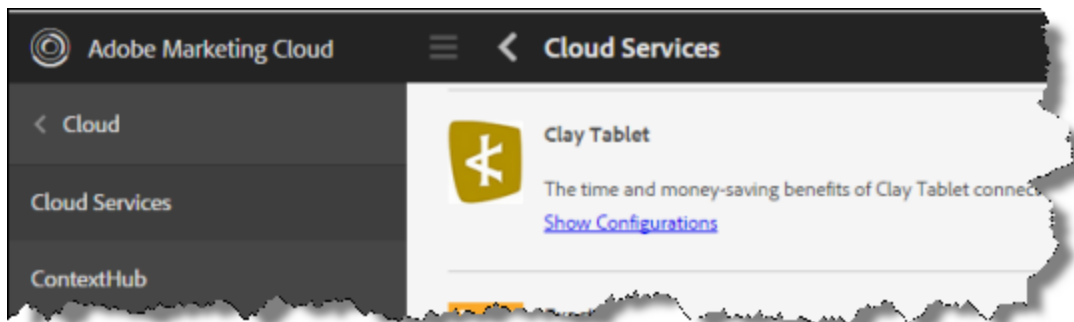 Adobe Marketing Cloud
Cloud Services
< Cloud
Cloud Services
ContextHub
Clay Tablet
The time and money-saving benefits of Clay Tablet
Show Configurations